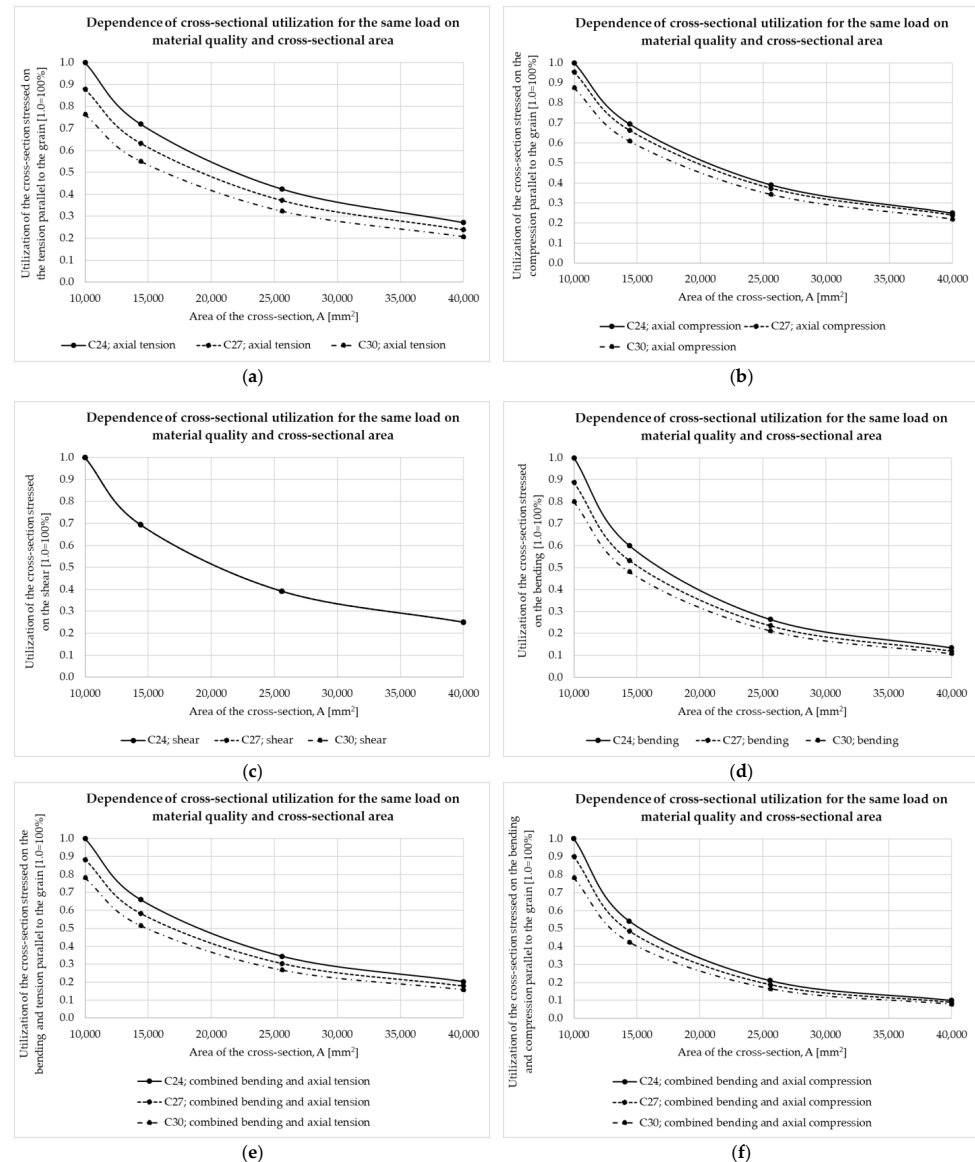 Dependence of cross-sectional utilization for the same load on
material quality and cross-sectional area
Utilization of the cross-section stressed on
the tension parallel to the grain [1.0=100%]
1.0
0.9
0.8
0.7
0.6
0.5
0.4
0.3
0.2
0.1
0.0
10,000 15,000 20,000 25,000 30,000 35,000 40,000
Area of the cross-section, A [mm²]
C24; axial tension C27; axial tension C30; axial tension
(a)
Dependence of cross-sectional utilization for the same load on
material quality and cross-sectional area
Utilization of the cross-section stressed on the
compression parallel to the grain [1.0=100%]
1.0
0.9
0.8
0.7
0.6
0.5
0.4
0.3
0.2
0.1
0.0
10,000 15,000 20,000 25,000 30,000 35,000 40,000
Area of the cross-section, A [mm²]
C24; axial compression C27; axial compression
C30; axial ompression
(b)
Dependence of cross-sectional utilization for the same load on
material quality and cross-sectional area
Utilization of the cross-section stressed
on the shear [1.0=100%]
1.0
0.9
0.8
0.7
0.6
0.5
0.4
0.3
0.2
0.1
0.0
10,000 15,000 20,000 25,000 30,000 35,000 40,000
Area of the cross-section, A [mm²]
C24; shear C27; shear C30; shear
(c)
Dependence of cross-sectional utilization for the same load on
material quality and cross-sectional area
Utilization of the cross-section stressed
on the bending [1.0=100%]
1.0
0.9
0.8
0.7
0.6
0.5
0.4
0.3
0.2
0.1
0.0
10,000 15,000 20,000 25,000 30,000 35,000 40,000
Area of the cross-section, A [mm²]
C24; bending C27; bending C30; bending
(d)
Dependence of cross-sectional utilization for the same load on
material quality and cross-sectional area
Utilization of the cross-section stressed on the
bending and tension parallel to the grain [1.0=100%]
1.0
0.9
0.8
0.7
0.6
0.5
0.4
0.3
0.2
0.1
0.0
10,000 15,000 20,000 25,000 30,000 35,000 40,000
Area of the cross-section, A [mm²]
C24; combined bending and axial tension
C27; combined bending and axial tension
C30; combined bending and axial tension
(e)
Dependence of cross-sectional utilization for the same load on
material quality and cross-sectional area
Utilization of the cross-section stressed on the bending
and compression parallel to the grain [1.0=100%]
1.0
0.9
0.8
0.7
0.6
0.5
0.4
0.3
0.2
0.1
0.0
10,000 15,000 20,000 25,000 30,000 35,000 40,000
Area of the cross-section, A [mm²]
C24; combined bending and axial compression
C27; combined bending and axial compression
C30; combined bending and axial compression
(f)